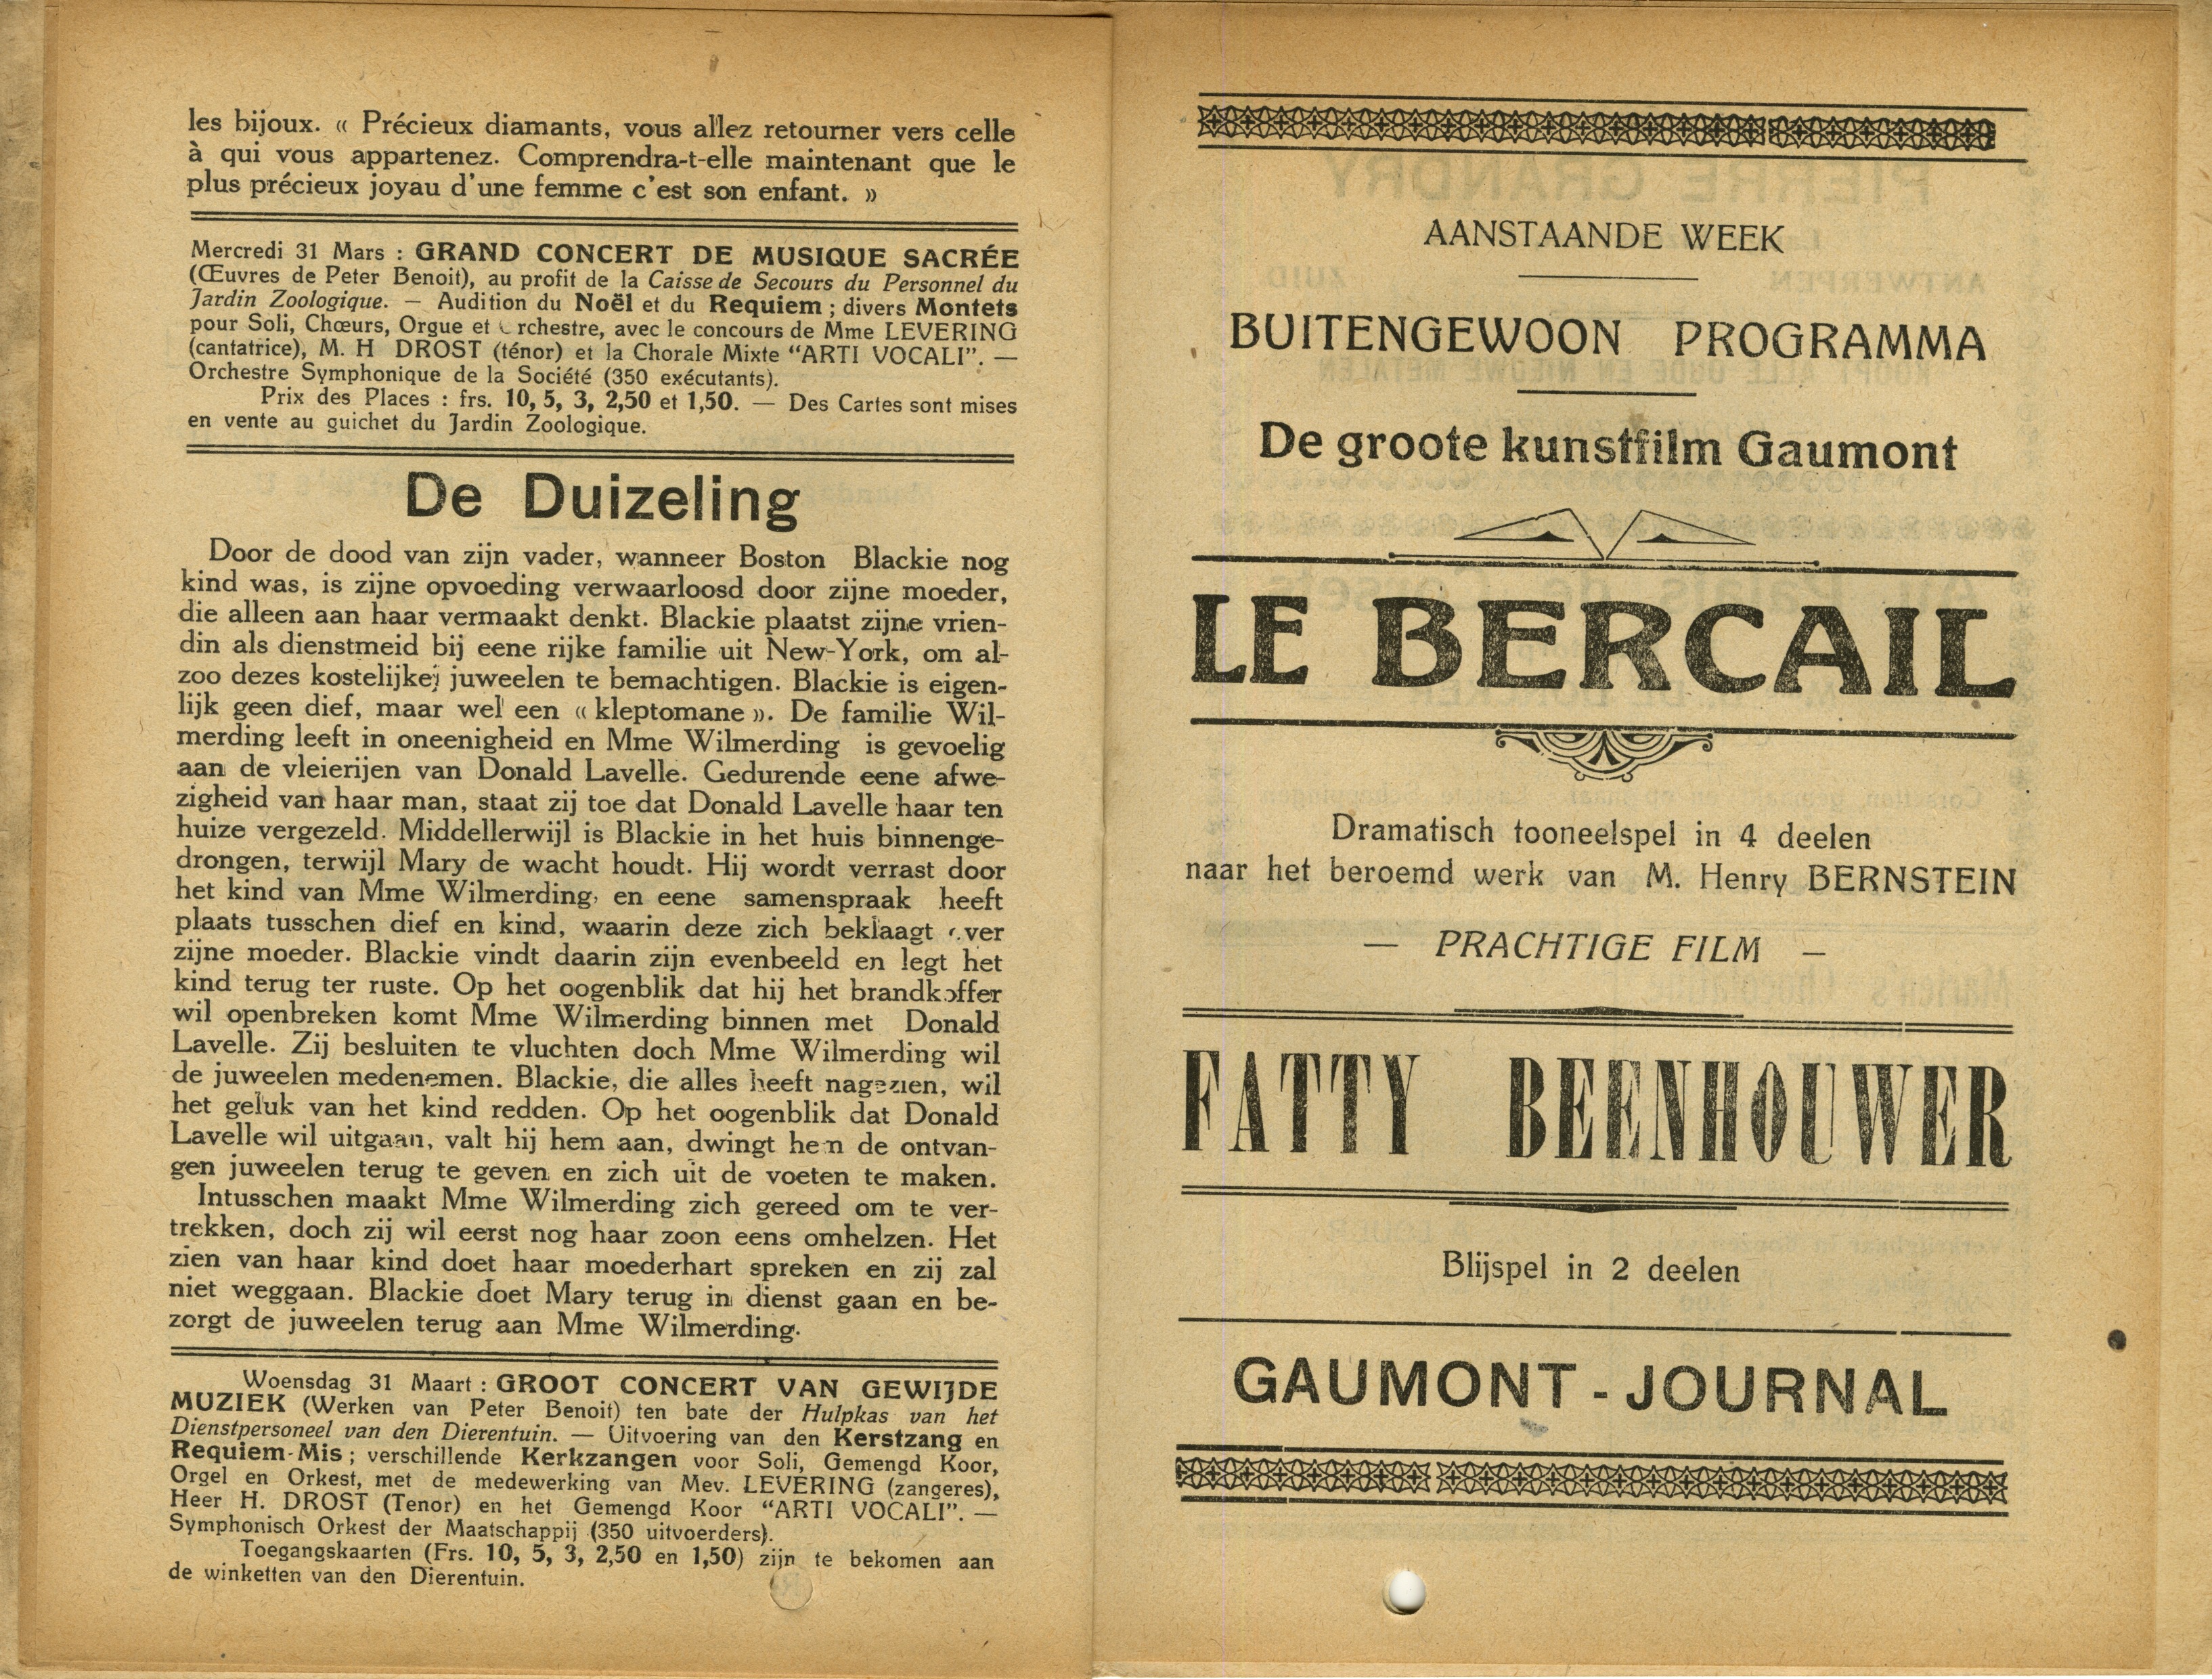 les bijoux. « Précieux diamants, vous allez retourner vers celle
à qui vous appartenez. Comprendra-t-elle maintenant que le
plus précieux joyau d'une femme c'est son enfant. »
Mercredi 31 Mars : GRAND CONCERT DE MUSIQUE SACRÉE
(Œuvres de Peter Benoit), au profit de la Caisse de Secours du Personnel du
Jardin Zoologique. — Audition du Noël et du Requiem ; divers Montets
pour Soli, Chœurs, Orgue et rchestre, avec le concours de Mme LEVERING
(cantatrice), M. H DROST (ténor) et la Chorale Mixte “ARTI VOCALI”. —
Orchestre Symphonique de la Société (350 exécutants).
Prix des Places : frs. 10, 5, 3, 2,50 et 1,50. — Des Cartes sont mises
en vente au guichet du Jardin Zoologique.
De Duizeling
Door de dood van zijn vader, wanneer Boston Blackie nog
kind was, is zijne opvoeding verwaarloosd door zijne moeder,
die alleen aan haar vermaakt denkt. Blackie plaatst zijne vrien-
din als dienstmeid bij eene rijke familie uit New-York, om al-
zoo dezes kostelijkej juweelen te bemachtigen. Blackie is eigen-
lijk geen dief, maar wel een « kleptomane ». De familie Wil-
merding leeft in oneenigheid en Mme Wilmerding is gevoelig
aan de vleierijen van Donald Lavelle. Gedurende eene afwe-
zigheid van haar man, staat zij toe dat Donald Lavelle haar ten
huize vergezeld. Middellerwijl is Blackie in het huis binnenge-
drongen, terwijl Mary de wacht houdt. Hij wordt verrast door
het kind van Mme Wilmerding, en eene samenspraak heeft
plaats tusschen dief en kind, waarin deze zich beklaagt over
zijne moeder. Blackie vindt daarin zijn evenbeeld en legt het
kind terug ter ruste. Op het oogenblik dat hij het brandkoffer
wil openbreken komt Mme Wilmerding binnen met Donald
Lavelle. Zij besluiten te vluchten doch Mme Wilmerding wil
de juweelen medenemen. Blackie, die alles heeft nagezien, wil
het geluk van het kind redden. Op het oogenblik dat Donald
Lavelle wil uitgaan, valt hij hem aan, dwingt hem de ontvan-
gen juweelen terug te geven en zich uit de voeten te maken.
Intusschen maakt Mme Wilmerding zich gereed om te ver-
trekken, doch zij wil eerst nog haar zoon eens omhelzen. Het
zien van haar kind doet haar moederhart spreken en zij zal
niet weggaan. Blackie doet Mary terug in dienst gaan en be-
zorgt de juweelen terug aan Mme Wilmerding.
Woensdag 31 Maart : GROOT CONCERT VAN GEWIJDE
MUZIEK (Werken van Peter Benoit) ten bate der Hulpkas van het
Dienstpersoneel van den Dierentuin. — Uitvoering van den Kerstzang en
Requiem-Mis ; verschillende Kerkzangen voor Soli, Gemengd Koor,
Orgel en Orkest, met de medewerking van Mev. LEVERING (zangeres),
Heer H. DROST (Tenor) en het Gemengd Koor “ARTI VOCALI”. —
Symphonisch Orkest der Maatschappij (350 uitvoerders).
Toegangskaarten (Frs. 10, 5, 3, 2,50 en 1,50) zijn te bekomen aan
de winketten van den Dierentuin.
AANSTAANDE WEEK
BUITENGEWOON PROGRAMMA
De groote kunstfilm Gaumont
LE BERCAIL
Dramatisch tooneelspel in 4 deelen
naar het beroemd werk van M. Henry BERNSTEIN
— PRACHTIGE FILM —
FATTY BEENHOUWER
Blijspel in 2 deelen
GAUMONT - JOURNAL